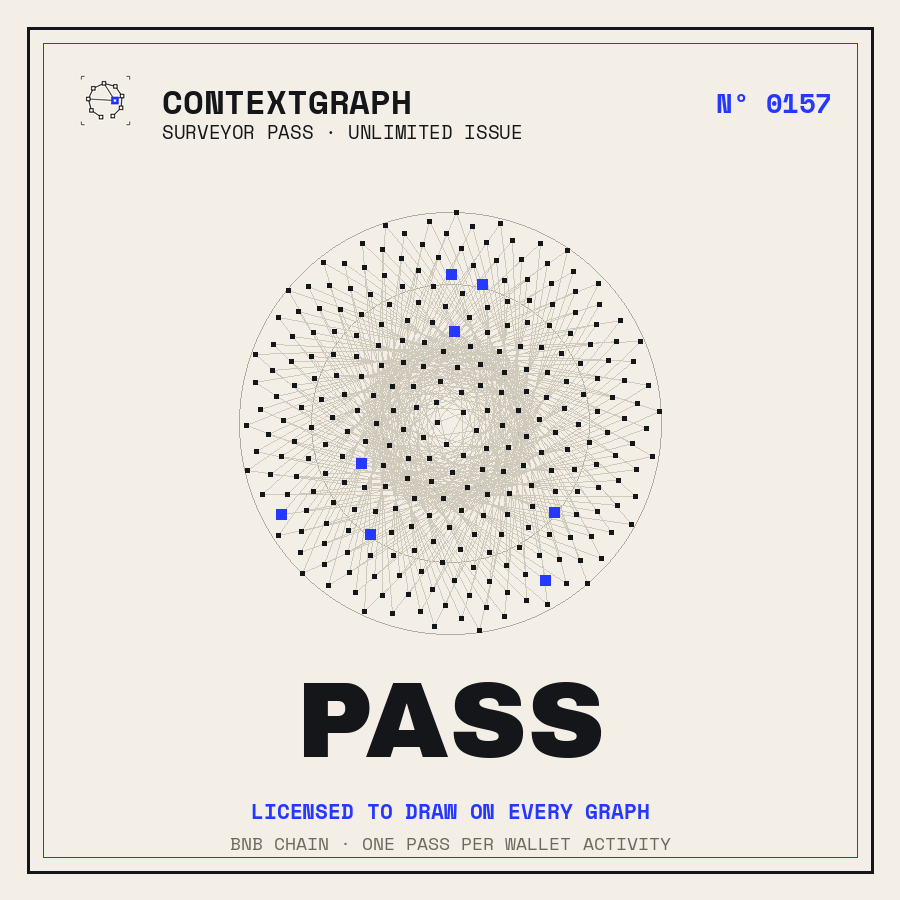 CONTEXTGRAPH
N° 0157
SURVEYOR PASS · UNLIMITED ISSUE
PASS
LICENSED TO DRAW ON EVERY GRAPH
BNB CHAIN · ONE PASS PER WALLET ACTIVITY